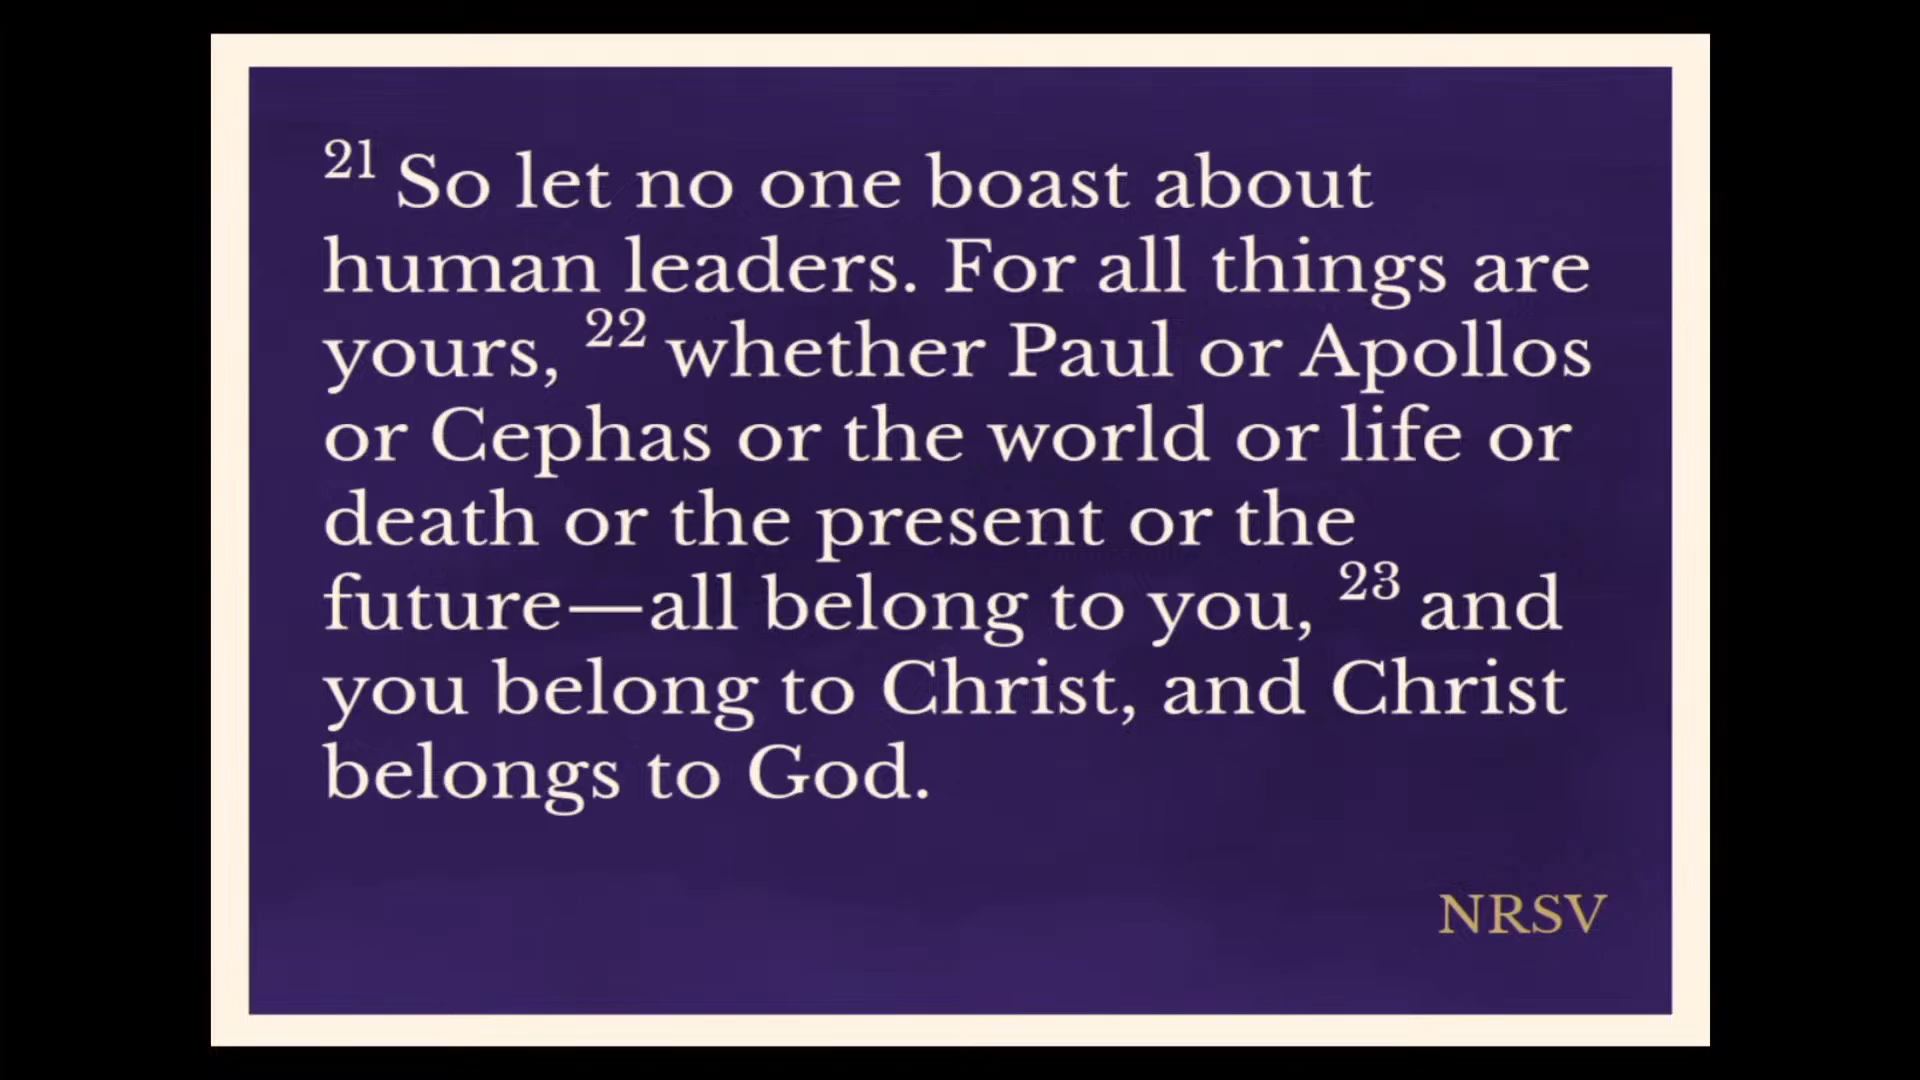 21 So let no one boast about
human leaders. For all things are
yours, 22 whether Paul or Apollos
or Cephas or the world or life or
death or the present or the
future—all belong to you, 23 and
you belong to Christ, and Christ
belongs to God.
NRSV